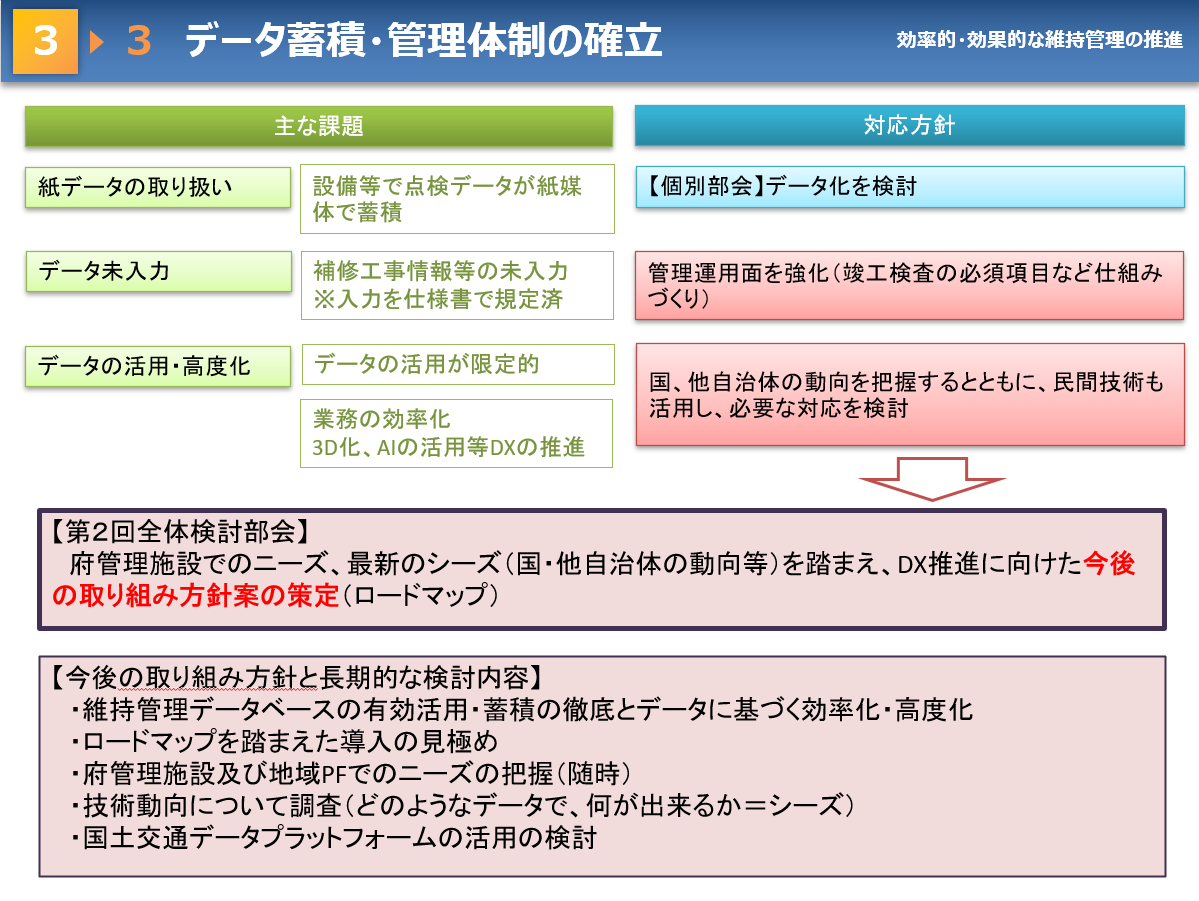 3 3 データ蓄積・管理体制の確立
効率的・効果的な維持管理の推進
主な課題
対応方針
紙データの取り扱い
設備等で点検データが紙媒
体で蓄積
【個別部会】データ化を検討
データ未入力
補修工事情報等の未入力
※入力を仕様書で規定済
管理運用面を強化（竣工検査の必須項目など仕組み
づくり）
データの活用・高度化
データの活用が限定的
業務の効率化
3D化、AIの活用等DXの推進
国、他自治体の動向を把握するとともに、民間技術も
活用し、必要な対応を検討
【第２回全体検討部会】
府管理施設でのニーズ、最新のシーズ（国・他自治体の動向等）を踏まえ、DX推進に向けた今後
の取り組み方針案の策定（ロードマップ）
【今後の取り組み方針と長期的な検討内容】
・維持管理データベースの有効活用・蓄積の徹底とデータに基づく効率化・高度化
・ロードマップを踏まえた導入の見極め
・府管理施設及び地域PFでのニーズの把握（随時）
・技術動向について調査（どのようなデータで、何が出来るか＝シーズ）
・国土交通データプラットフォームの活用の検討